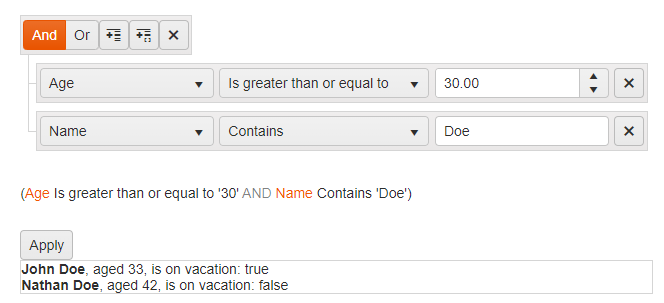 And Or
Age Is greater than or equal to 30.00
Name Contains Doe
(Age Is greater than or equal to '30' AND Name Contains 'Doe')
Apply
John Doe, aged 33, is on vacation: true
Nathan Doe, aged 42, is on vacation: false